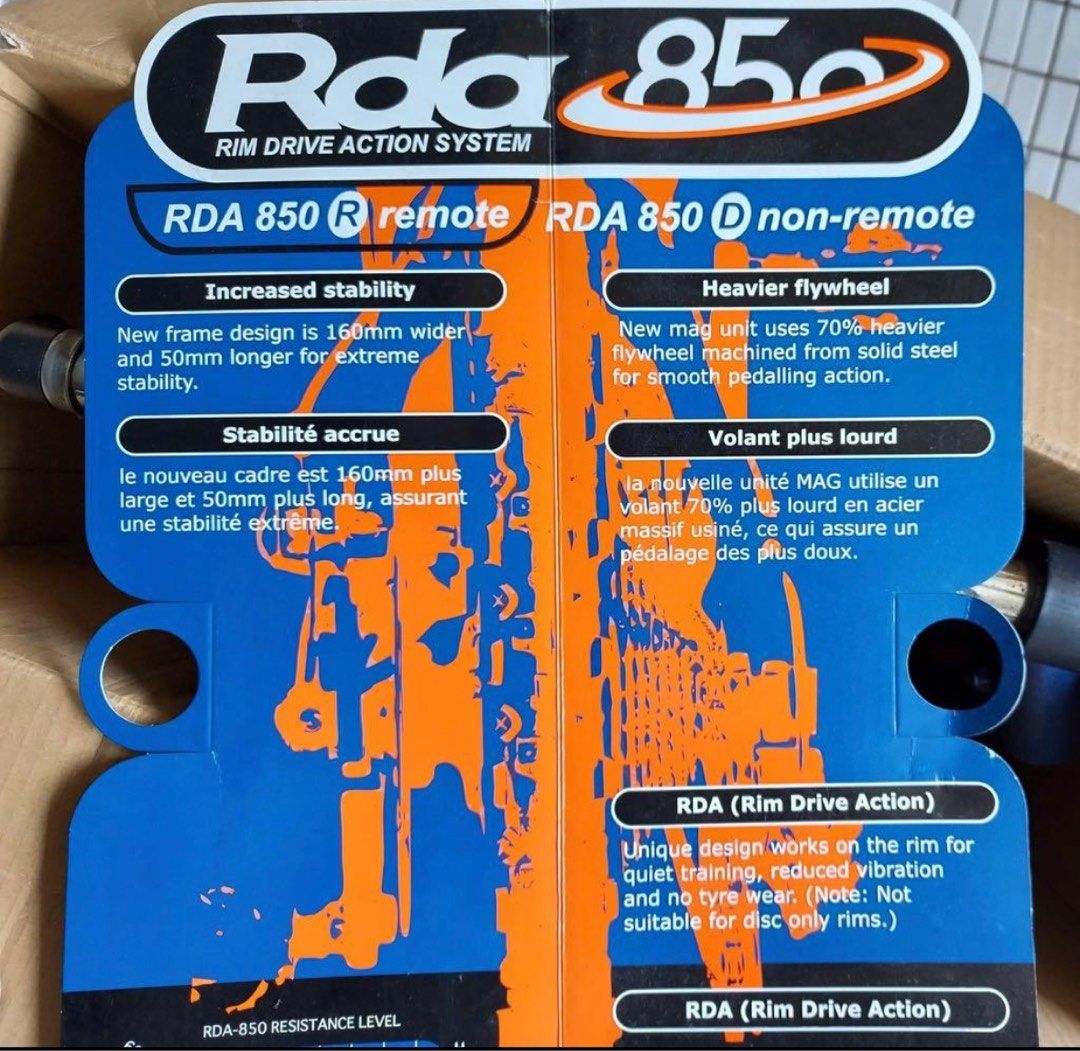 Rda 850
RIM DRIVE ACTION SYSTEM
RDA 850 R remote
Increased stability
New frame design is 160mm wider
and 50mm longer for extreme
stability.
Stabilité accrue
le nouveau cadre est 160mm plus
large et 50mm plus long, assurant
une stabilité extrême.
RDA 850 D non-remote
Heavier flywheel
New mag unit uses 70% heavier
flywheel machined from solid steel
for smooth pedalling action.
Volant plus lourd
la nouvelle unité MAG utilise un
volant 70% plus lourd en acier
massif usiné, ce qui assure un
pédalage des plus doux.
RDA (Rim Drive Action)
Unique design works on the rim for
quiet training, reduced vibration
and no tyre wear. (Note: Not
suitable for disc only rims.)
RDA (Rim Drive Action)
RDA-850 RESISTANCE LEVEL